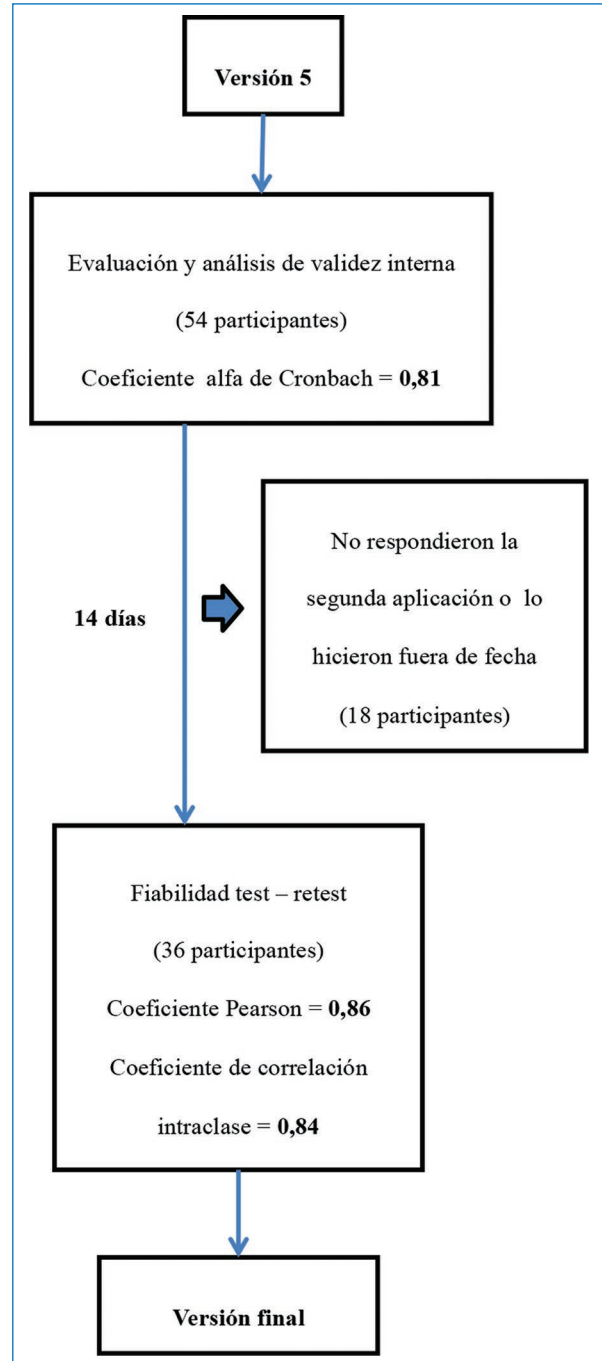 Versión 5
Evaluación y análisis de validez interna
(54 participantes)
Coeficiente alfa de Cronbach = 0,81
14 días
No respondieron la
segunda aplicación o lo
hicieron fuera de fecha
(18 participantes)
Fiabilidad test – retest
(36 participantes)
Coeficiente Pearson = 0,86
Coeficiente de correlación
intraclase = 0,84
Versión final